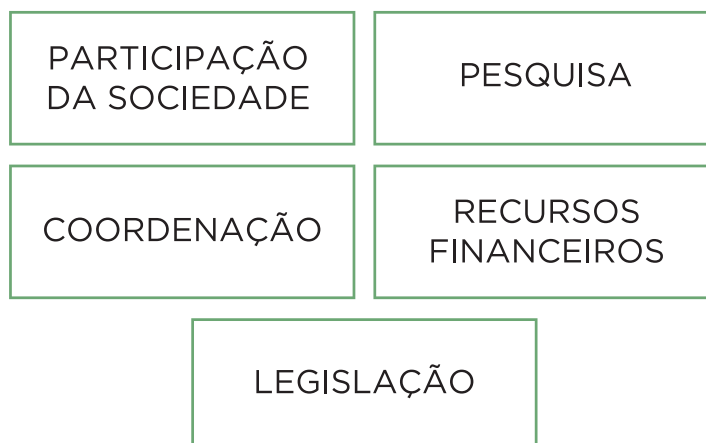 PARTICIPAÇÃO
DA SOCIEDADE
PESQUISA
COORDENAÇÃO
RECURSOS
FINANCEIROS
LEGISLAÇÃO